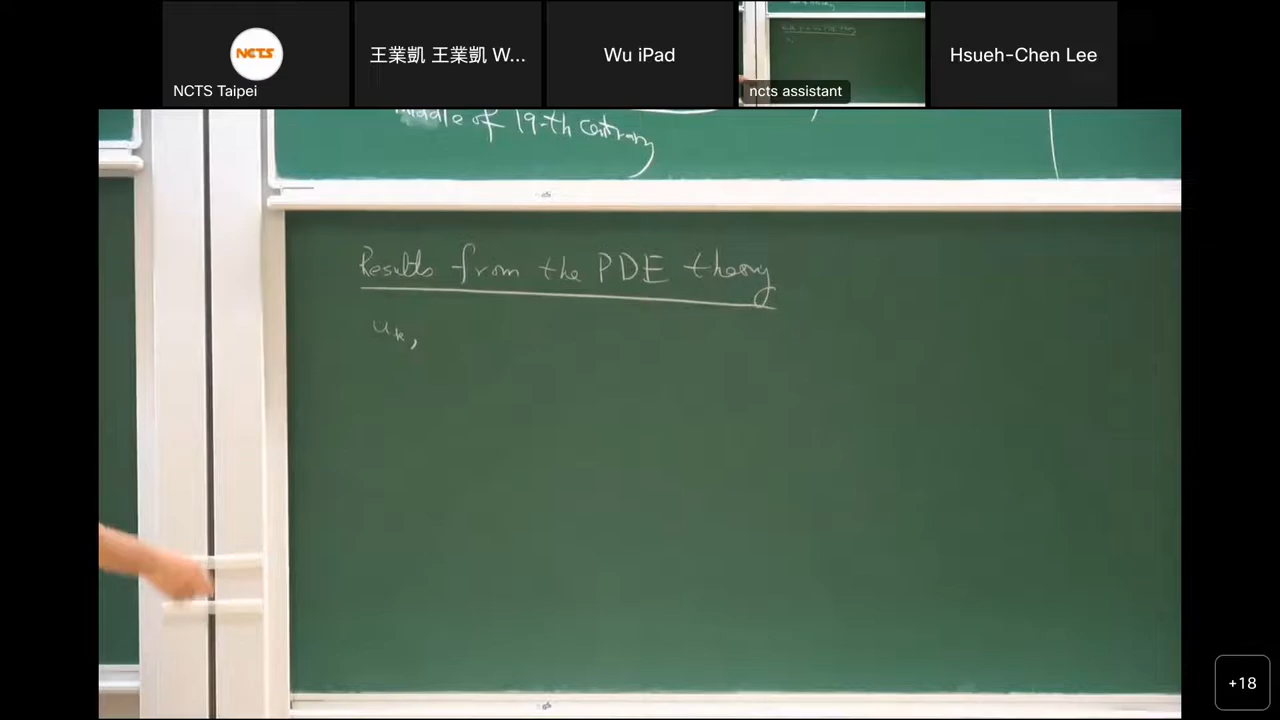 NCTS
NCTS Taipei
王業凱 王業凱 W...
Wu iPad
ncts assistant
Hsueh-Chen Lee
middle of 19-th centrary
Results from the PDE theory
u_k,
+18